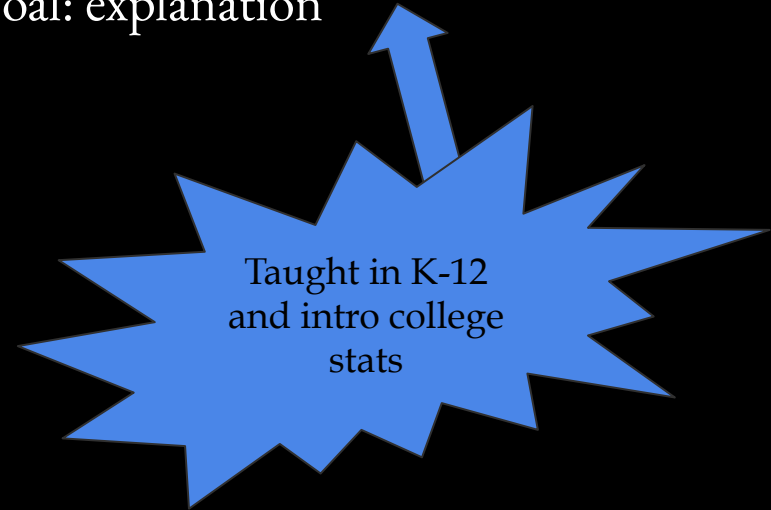 oal: explanation
Taught in K-12
and intro college
stats